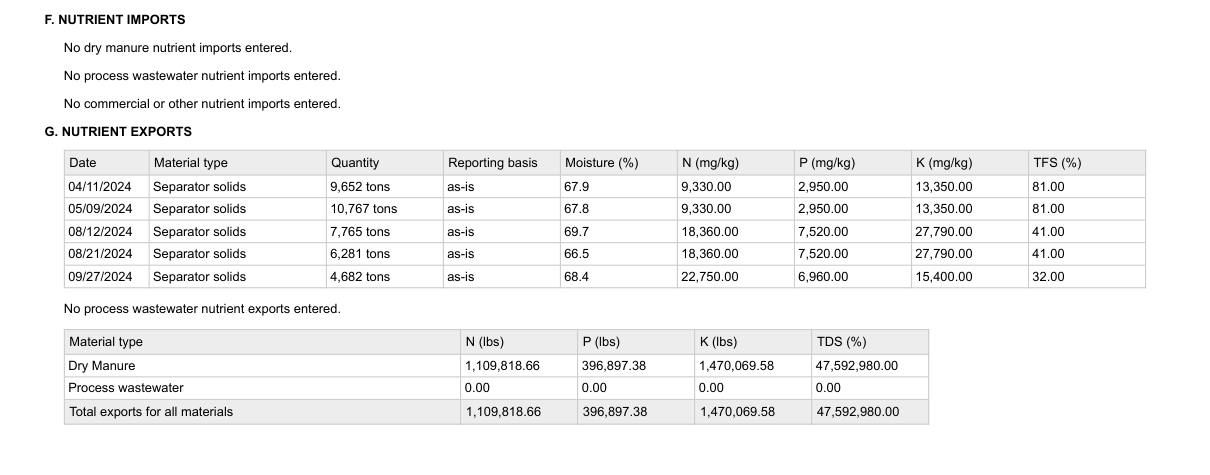 F. NUTRIENT IMPORTS
No dry manure nutrient imports entered.
No process wastewater nutrient imports entered.
No commercial or other nutrient imports entered.
G. NUTRIENT EXPORTS
Date Material type Quantity Reporting basis Moisture (%) N (mg/kg) P (mg/kg) K (mg/kg) TFS (%)
04/11/2024 Separator solids 9,652 tons as-is 67.9 9,330.00 2,950.00 13,350.00 81.00
05/09/2024 Separator solids 10,767 tons as-is 67.8 9,330.00 2,950.00 13,350.00 81.00
08/12/2024 Separator solids 7,765 tons as-is 69.7 18,360.00 7,520.00 27,790.00 41.00
08/21/2024 Separator solids 6,281 tons as-is 66.5 18,360.00 7,520.00 27,790.00 41.00
09/27/2024 Separator solids 4,682 tons as-is 68.4 22,750.00 6,960.00 15,400.00 32.00
No process wastewater nutrient exports entered.
Material type N (lbs) P (lbs) K (lbs) TDS (%)
Dry Manure 1,109,818.66 396,897.38 1,470,069.58 47,592,980.00
Process wastewater 0.00 0.00 0.00 0.00
Total exports for all materials 1,109,818.66 396,897.38 1,470,069.58 47,592,980.00